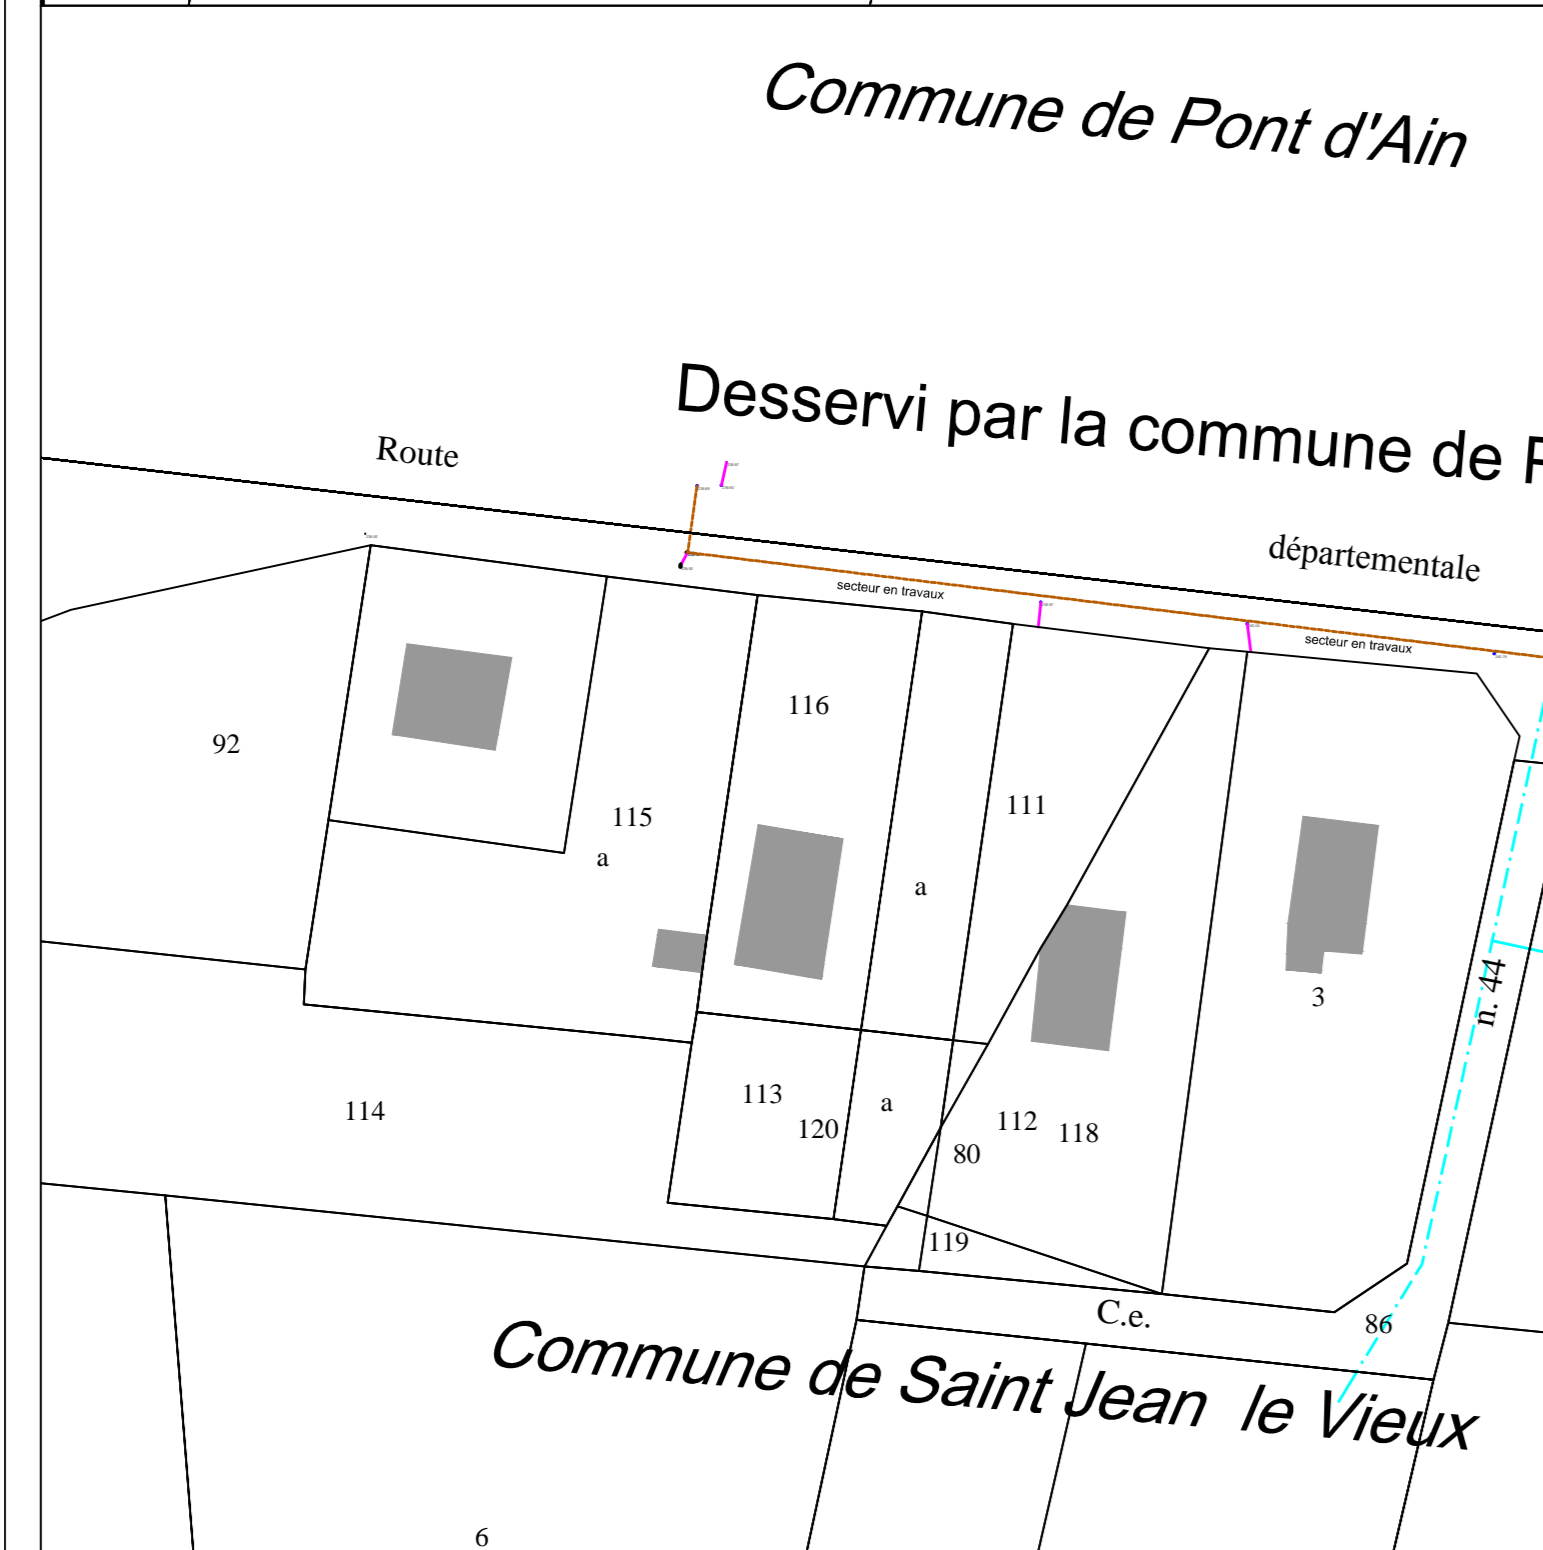 Commune de Pont d'Ain
Desservi par la commune de
Route
départementale
secteur en travaux
secteur en travaux
116
92
115
a
111
a
3
n. 44
113
a
114
120
112
118
80
119
C.e.
86
Commune de Saint Jean le Vieux
6